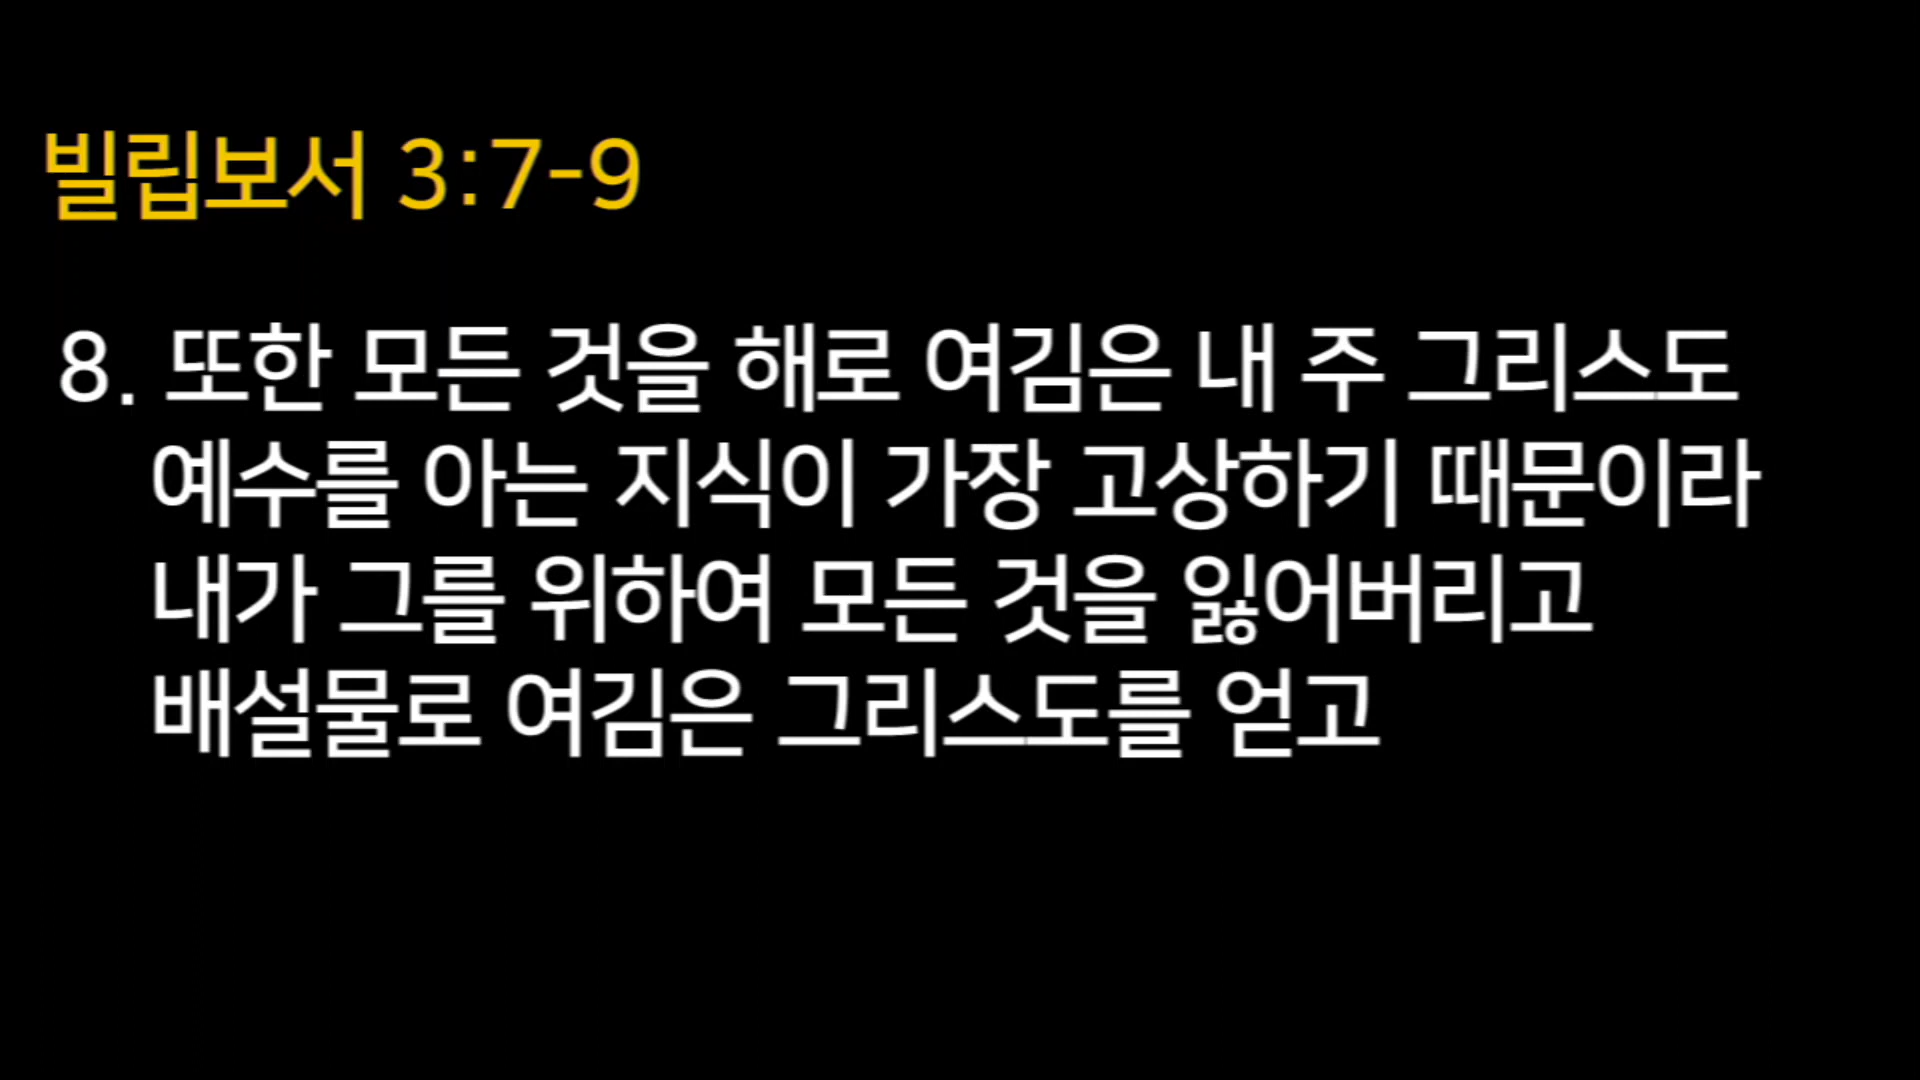 빌립보서 3:7-9
8. 또한 모든 것을 해로 여김은 내 주 그리스도
예수를 아는 지식이 가장 고상하기 때문이라
내가 그를 위하여 모든 것을 잃어버리고
배설물로 여김은 그리스도를 얻고